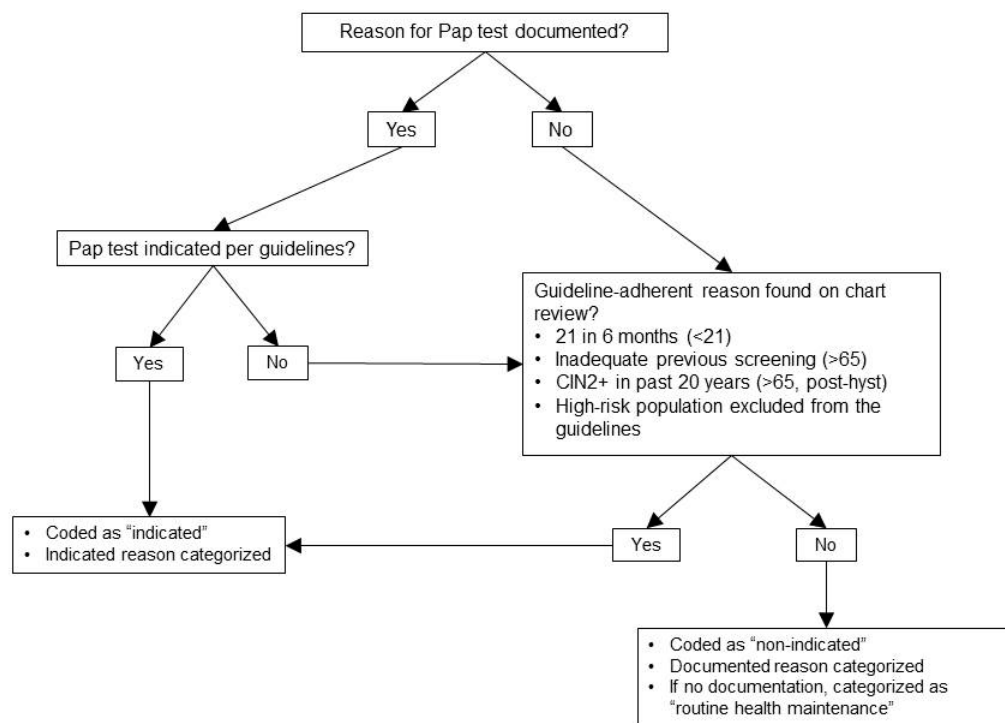 Reason for Pap test documented?
Yes
No
Pap test indicated per guidelines?
Guideline-adherent reason found on chart
review?
• 21 in 6 months (<21)
• Inadequate previous screening (>65)
• CIN2+ in past 20 years (>65, post-hyst)
• High-risk population excluded from the
guidelines
Yes
No
• Coded as “indicated”
• Indicated reason categorized
Yes
No
• Coded as “non-indicated”
• Documented reason categorized
• If no documentation, categorized as
“routine health maintenance”